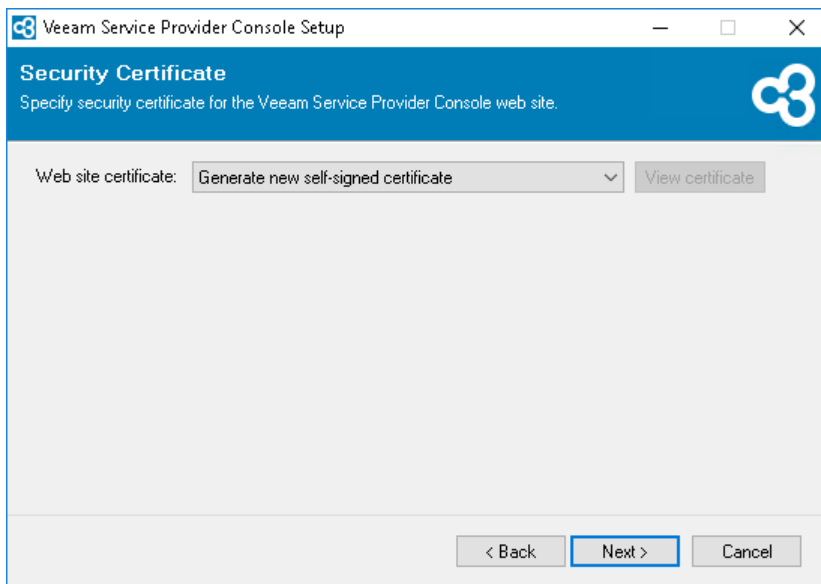 Veeam Service Provider Console Setup
Security Certificate
Specify security certificate for the Veeam Service Provider Console web site.
Web site certificate: Generate new self-signed certificate View certificate
< Back Next > Cancel